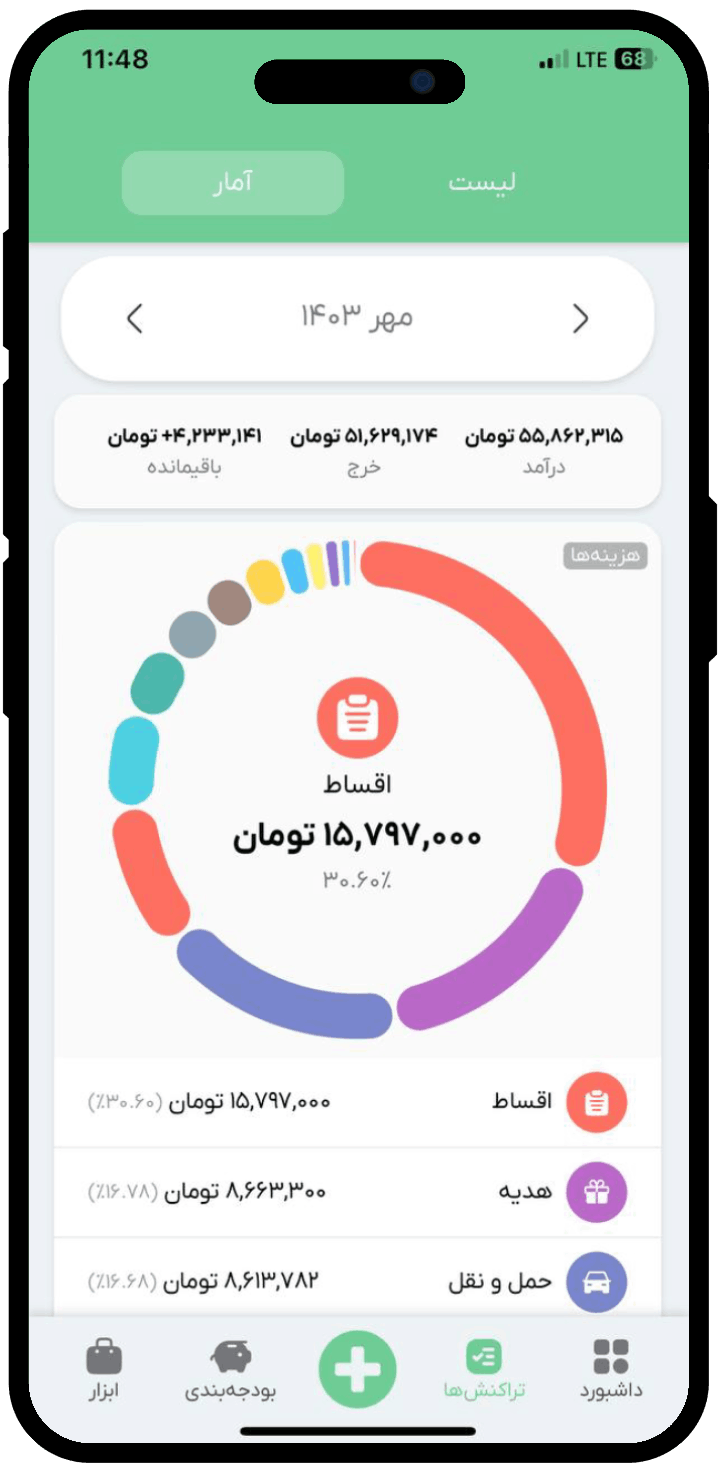 11:48
LTE 68
لیست
آمار
مهر ۱۴۰۳
۵۵,۸۶۲,۳۱۵ تومان
درآمد
۵۱,۶۲۹,۱۷۴ تومان
خرج
+۴,۲۳۳,۱۴۱ تومان
باقیمانده
هزینه‌ها
اقساط
۱۵,۷۹۷,۰۰۰ تومان
۳۰.۶۰٪
اقساط
۱۵,۷۹۷,۰۰۰ تومان (۳۰.۶۰٪)
هدیه
۸,۶۶۳,۳۰۰ تومان (۱۶.۷۸٪)
حمل و نقل
۸,۶۱۳,۷۸۲ تومان (۱۶.۶۸٪)
داشبورد
تراکنش‌ها
بودجه‌بندی
ابزار